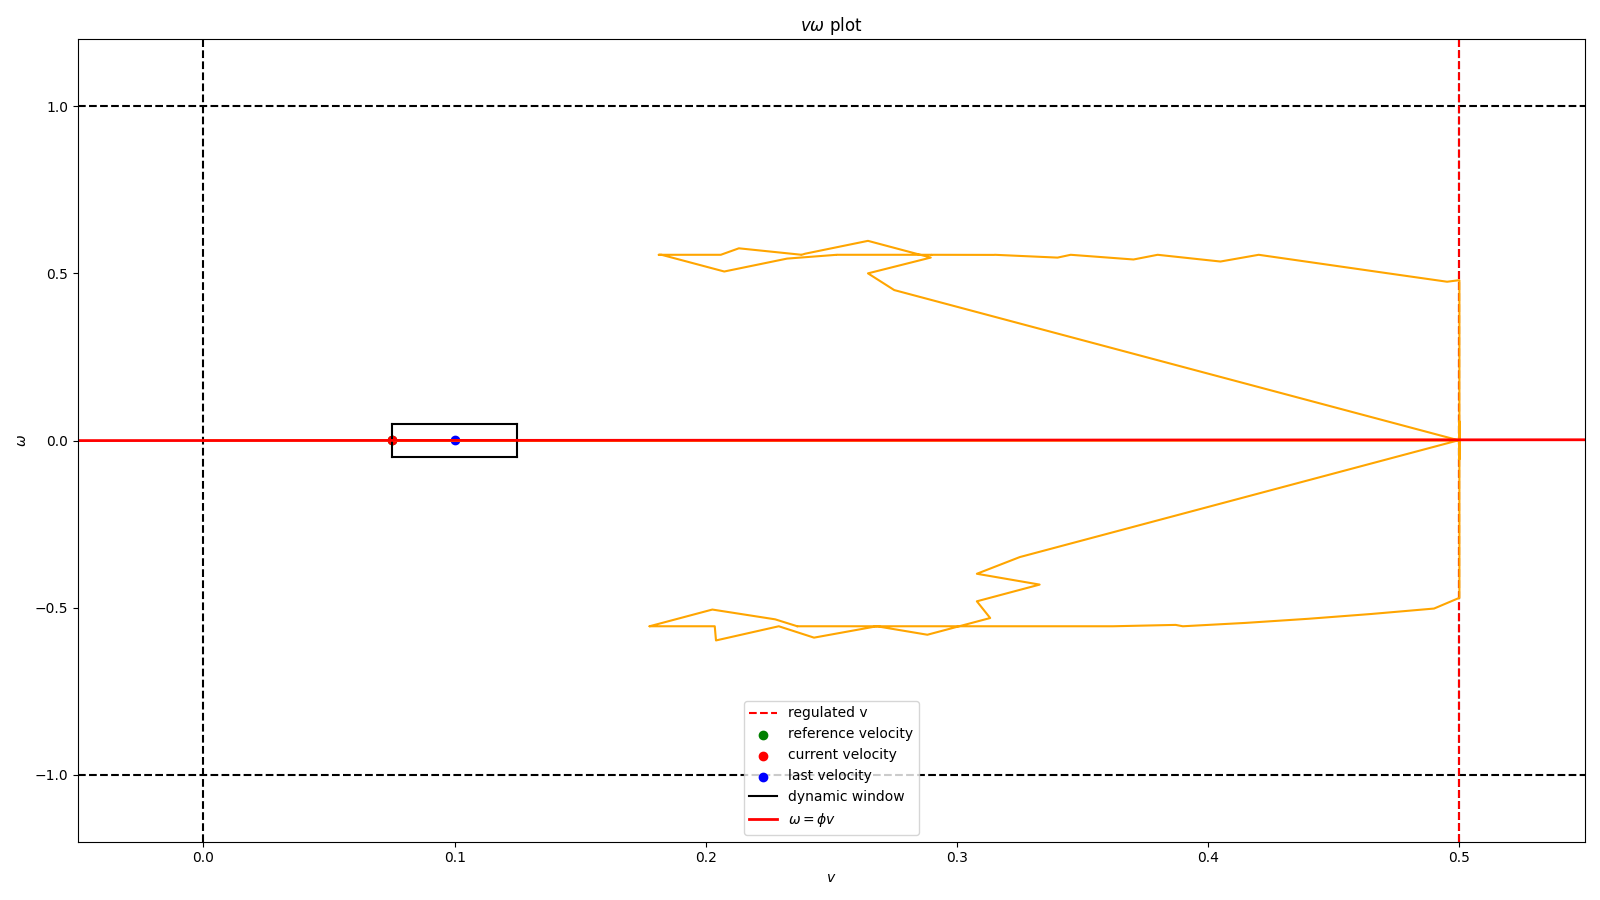 vω plot
1.0
0.5
0.0
−0.5
−1.0
ω
regulated v
reference velocity
current velocity
last velocity
dynamic window
ω = ϕv
0.0 0.1 0.2 0.3 0.4 0.5
v